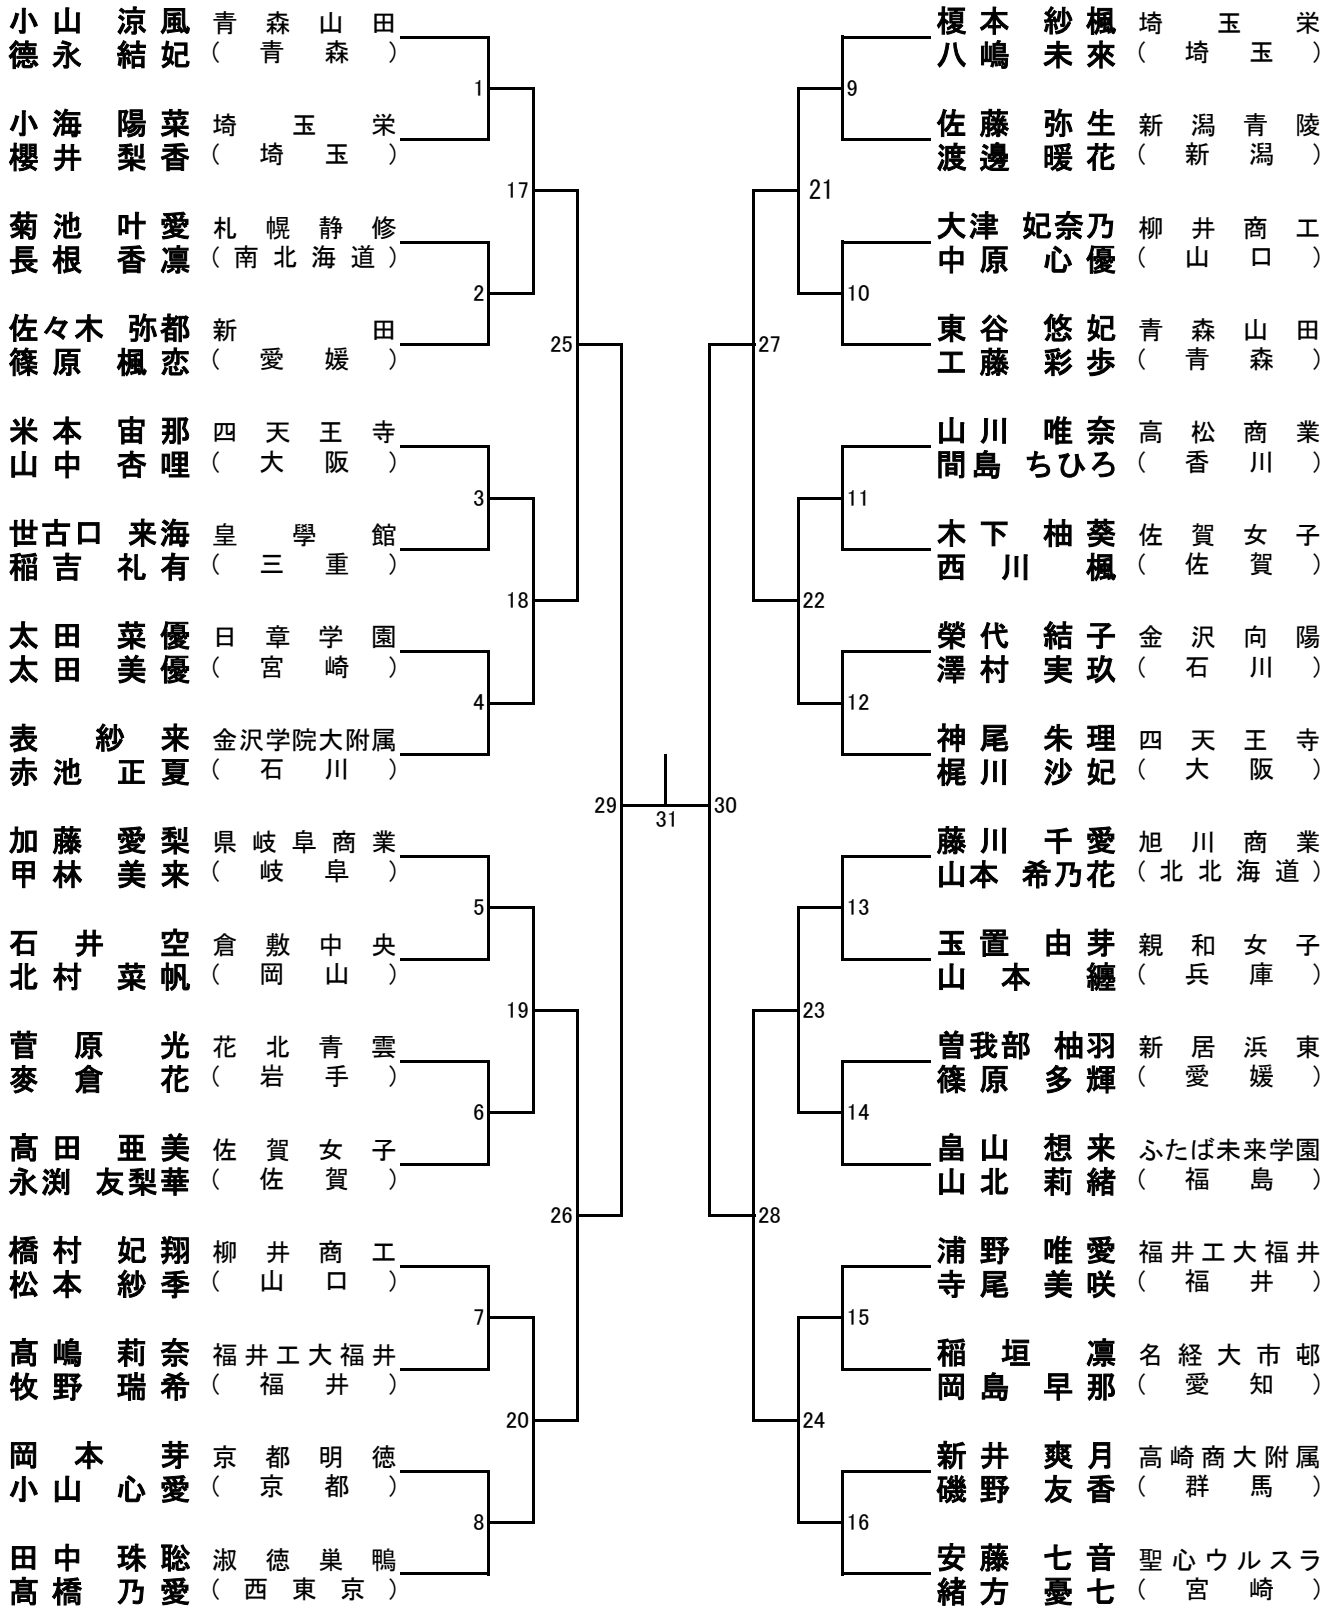 小山 涼風 青森山田
德永 結妃 (青森)
1
小海 陽菜 埼玉栄
櫻井 梨香 (埼玉)
17
菊池 叶愛 札幌静修
長根 香凛 (南北海道)
2
佐々木 弥都 新田
篠原 楓恋 (愛媛)
25
米本 宙那 四天王寺
山中 杏哩 (大阪)
3
世古口 来海 皇學館
稲吉 礼有 (三重)
18
太田 菜優 日章学園
太田 美優 (宮崎)
4
表 紗来 金沢学院大附属
赤池 正夏 (石川)
29
加藤 愛梨 県岐阜商業
甲林 美来 (岐阜)
5
石井 空 倉敷中央
北村 菜帆 (岡山)
19
菅原 光 花北青雲
麥倉 花 (岩手)
6
髙田 亜美 佐賀女子
永渕 友梨華 (佐賀)
26
橋村 妃翔 柳井商工
松本 紗季 (山口)
7
髙嶋 莉奈 福井工大福井
牧野 瑞希 (福井)
20
岡本 芽 京都明徳
小山 心愛 (京都)
8
田中 珠聡 淑徳巣鴨
髙橋 乃愛 (西東京)
31
榎本 紗楓 埼玉栄
八嶋 未來 (埼玉)
9
佐藤 弥生 新潟青陵
渡邊 暖花 (新潟)
21
大津 妃奈乃 柳井商工
中原 心優 (山口)
10
東谷 悠妃 青森山田
工藤 彩歩 (青森)
27
山川 唯奈 高松商業
間島 ちひろ (香川)
11
木下 柚葵 佐賀女子
西川 楓 (佐賀)
22
榮代 結子 金沢向陽
澤村 実玖 (石川)
12
神尾 朱理 四天王寺
梶川 沙妃 (大阪)
30
藤川 千愛 旭川商業
山本 希乃花 (北北海道)
13
玉置 由芽 親和女子
山本 纏 (兵庫)
23
曽我部 柚羽 新居浜東
篠原 多輝 (愛媛)
14
畠山 想来 ふたば未来学園
山北 莉緒 (福島)
28
浦野 唯愛 福井工大福井
寺尾 美咲 (福井)
15
稲垣 凛 名経大市邨
岡島 早那 (愛知)
24
新井 爽月 高崎商大附属
磯野 友香 (群馬)
16
安藤 七音 聖心ウルスラ
緒方 憂七 (宮崎)